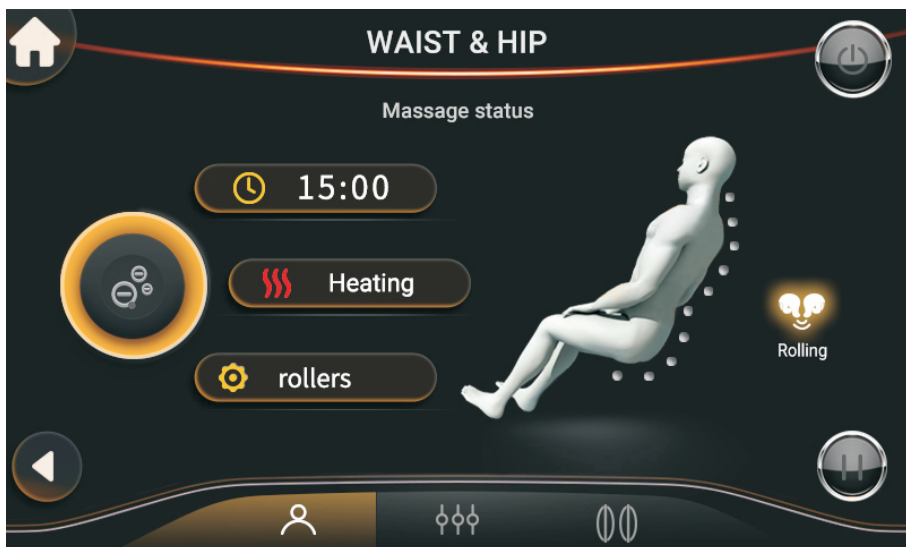 WAIST & HIP
Massage status
15:00
Heating
rollers
Rolling